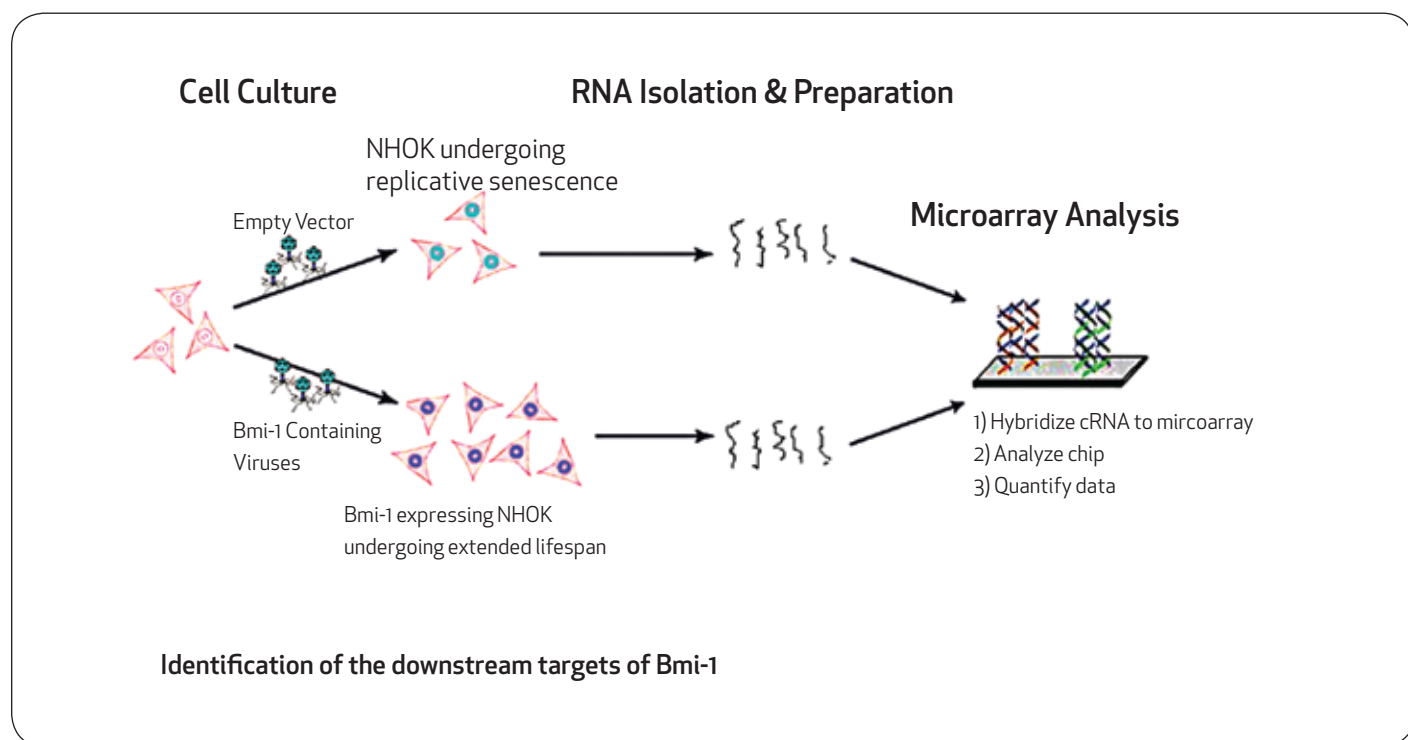 Cell Culture
RNA Isolation & Preparation
NHOK undergoing
replicative senescence
Empty Vector
Microarray Analysis
Bmi-1 Containing
Viruses
1) Hybridize cRNA to mircoarray
2) Analyze chip
3) Quantify data
Bmi-1 expressing NHOK
undergoing extended lifespan
Identification of the downstream targets of Bmi-1